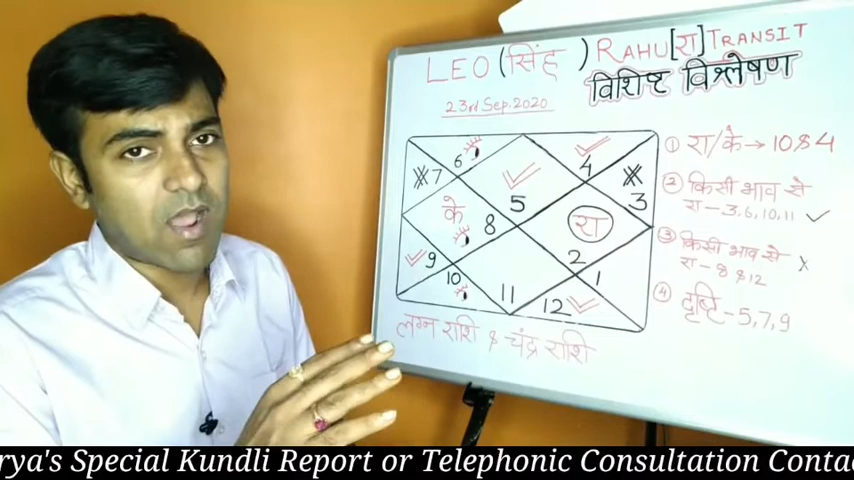 LEO (सिंह) RAHU[रा] TRANSIT
23rd Sep. 2020
विशिष्ट विश्लेषण
6
4
7
5
3
के
8
रा
2
9
10
11
12
1
① रा/के → 10 & 4
② किसी भाव से
रा - 3, 6, 10, 11 ✓
③ किसी भाव से
रा - 8 & 12 x
④ दृष्टि - 5, 7, 9
लग्न राशि & चंद्र राशि
rya's Special Kundli Report or Telephonic Consultation Conta